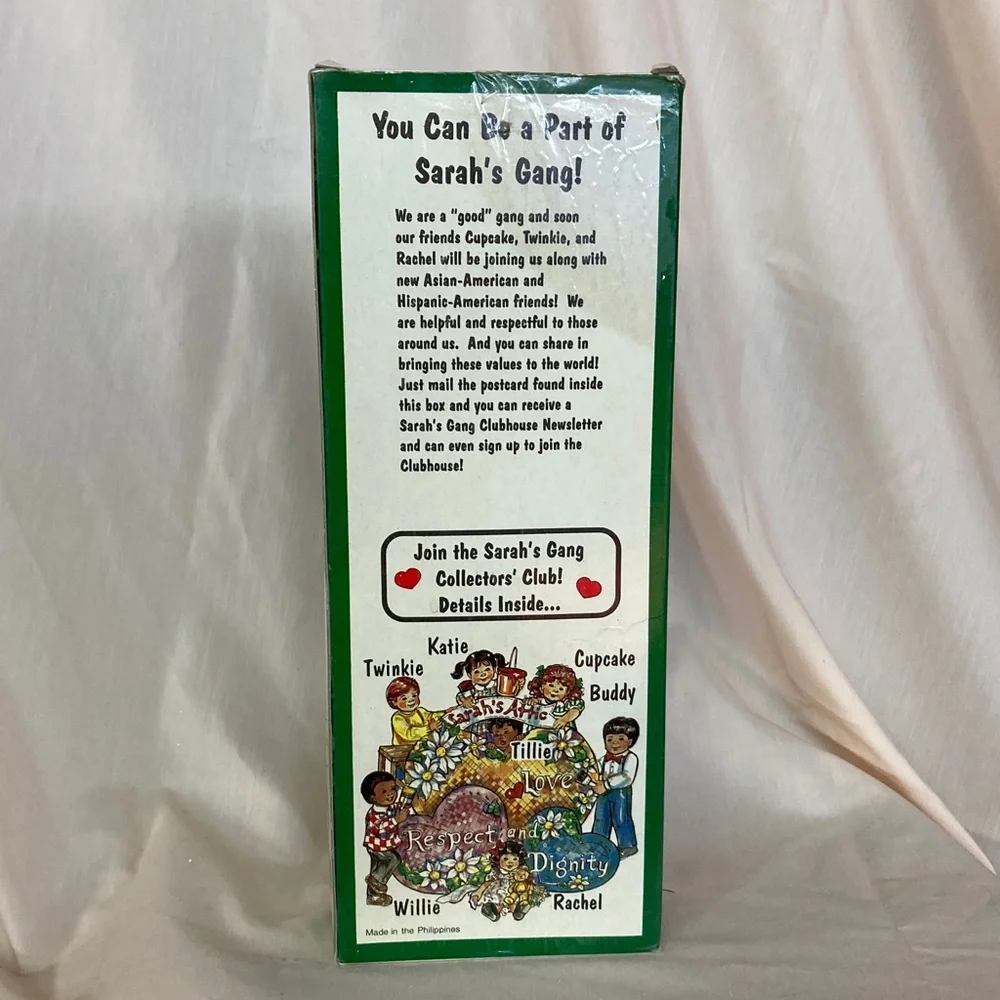 You Can Be a Part of
Sarah's Gang!
We are a "good" gang and soon
our friends Cupcake, Twinkie, and
Rachel will be joining us along with
new Asian-American and
Hispanic-American friends!  We
are helpful and respectful to those
around us.  And you can share in
bringing these values to the world!
Just mail the postcard found inside
this box and you can receive a
Sarah's Gang Clubhouse Newsletter
and can even sign up to join the
Clubhouse!
Join the Sarah's Gang
Collectors' Club!
Details Inside...
Katie
Twinkie
Cupcake
Buddy
Sarah's Attic
Tillie
Love
Respect and
Dignity
Willie
Rachel
Made in the Philippines